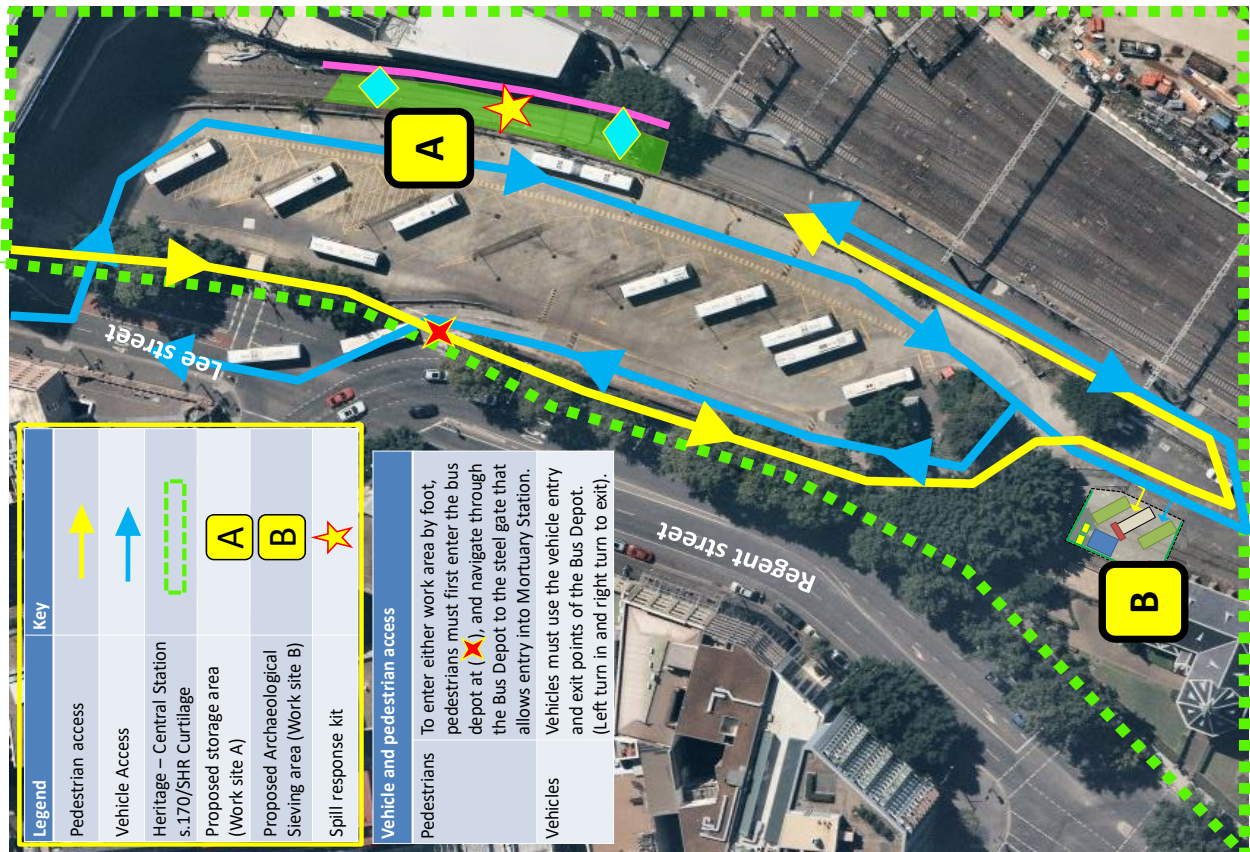 Legend Key
Pedestrian access
Vehicle Access
Heritage – Central Station
s.170/SHR Curtilage
Proposed storage area
(Work site A)
A
Proposed Archaeological
Sieving area (Work site B)
B
Spill response kit
Vehicle and pedestrian access
Pedestrians
To enter either work area by foot,
pedestrians must first enter the bus
depot at ( ), and navigate through
the Bus Depot to the steel gate that
allows entry into Mortuary Station.
Vehicles
Vehicles must use the vehicle entry
and exit points of the Bus Depot.
(Left turn in and right turn to exit).
Lee street
Regent street
A
B